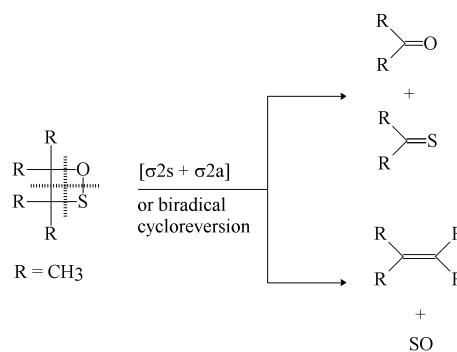 R
R O
R S
R
R = CH3
[σ2s + σ2a]
or biradical
cycloreversion
R
O
R
+
R
S
R
R
R
+
SO